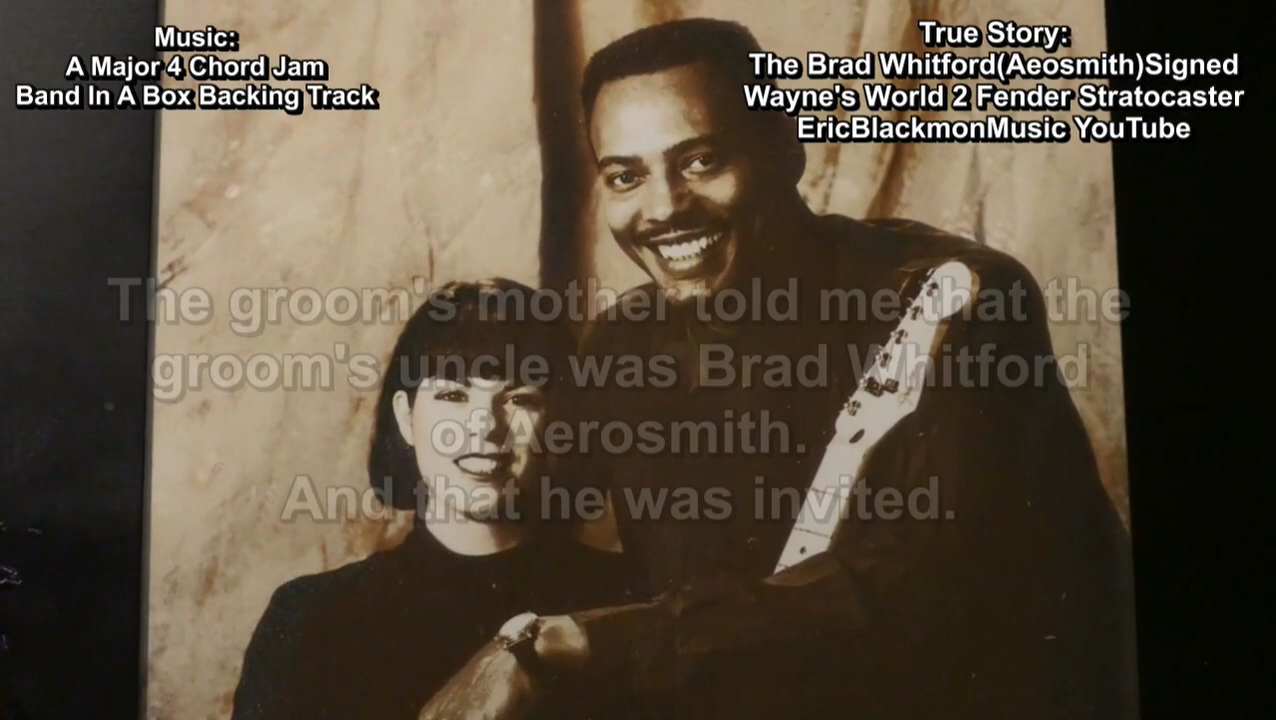 Music:
A Major 4 Chord Jam
Band In A Box Backing Track
True Story:
The Brad Whitford(Aeosmith)Signed
Wayne's World 2 Fender Stratocaster
EricBlackmonMusic YouTube
The groom's mother told me that the
groom's uncle was Brad Whitford
of Aerosmith.
And that he was invited.